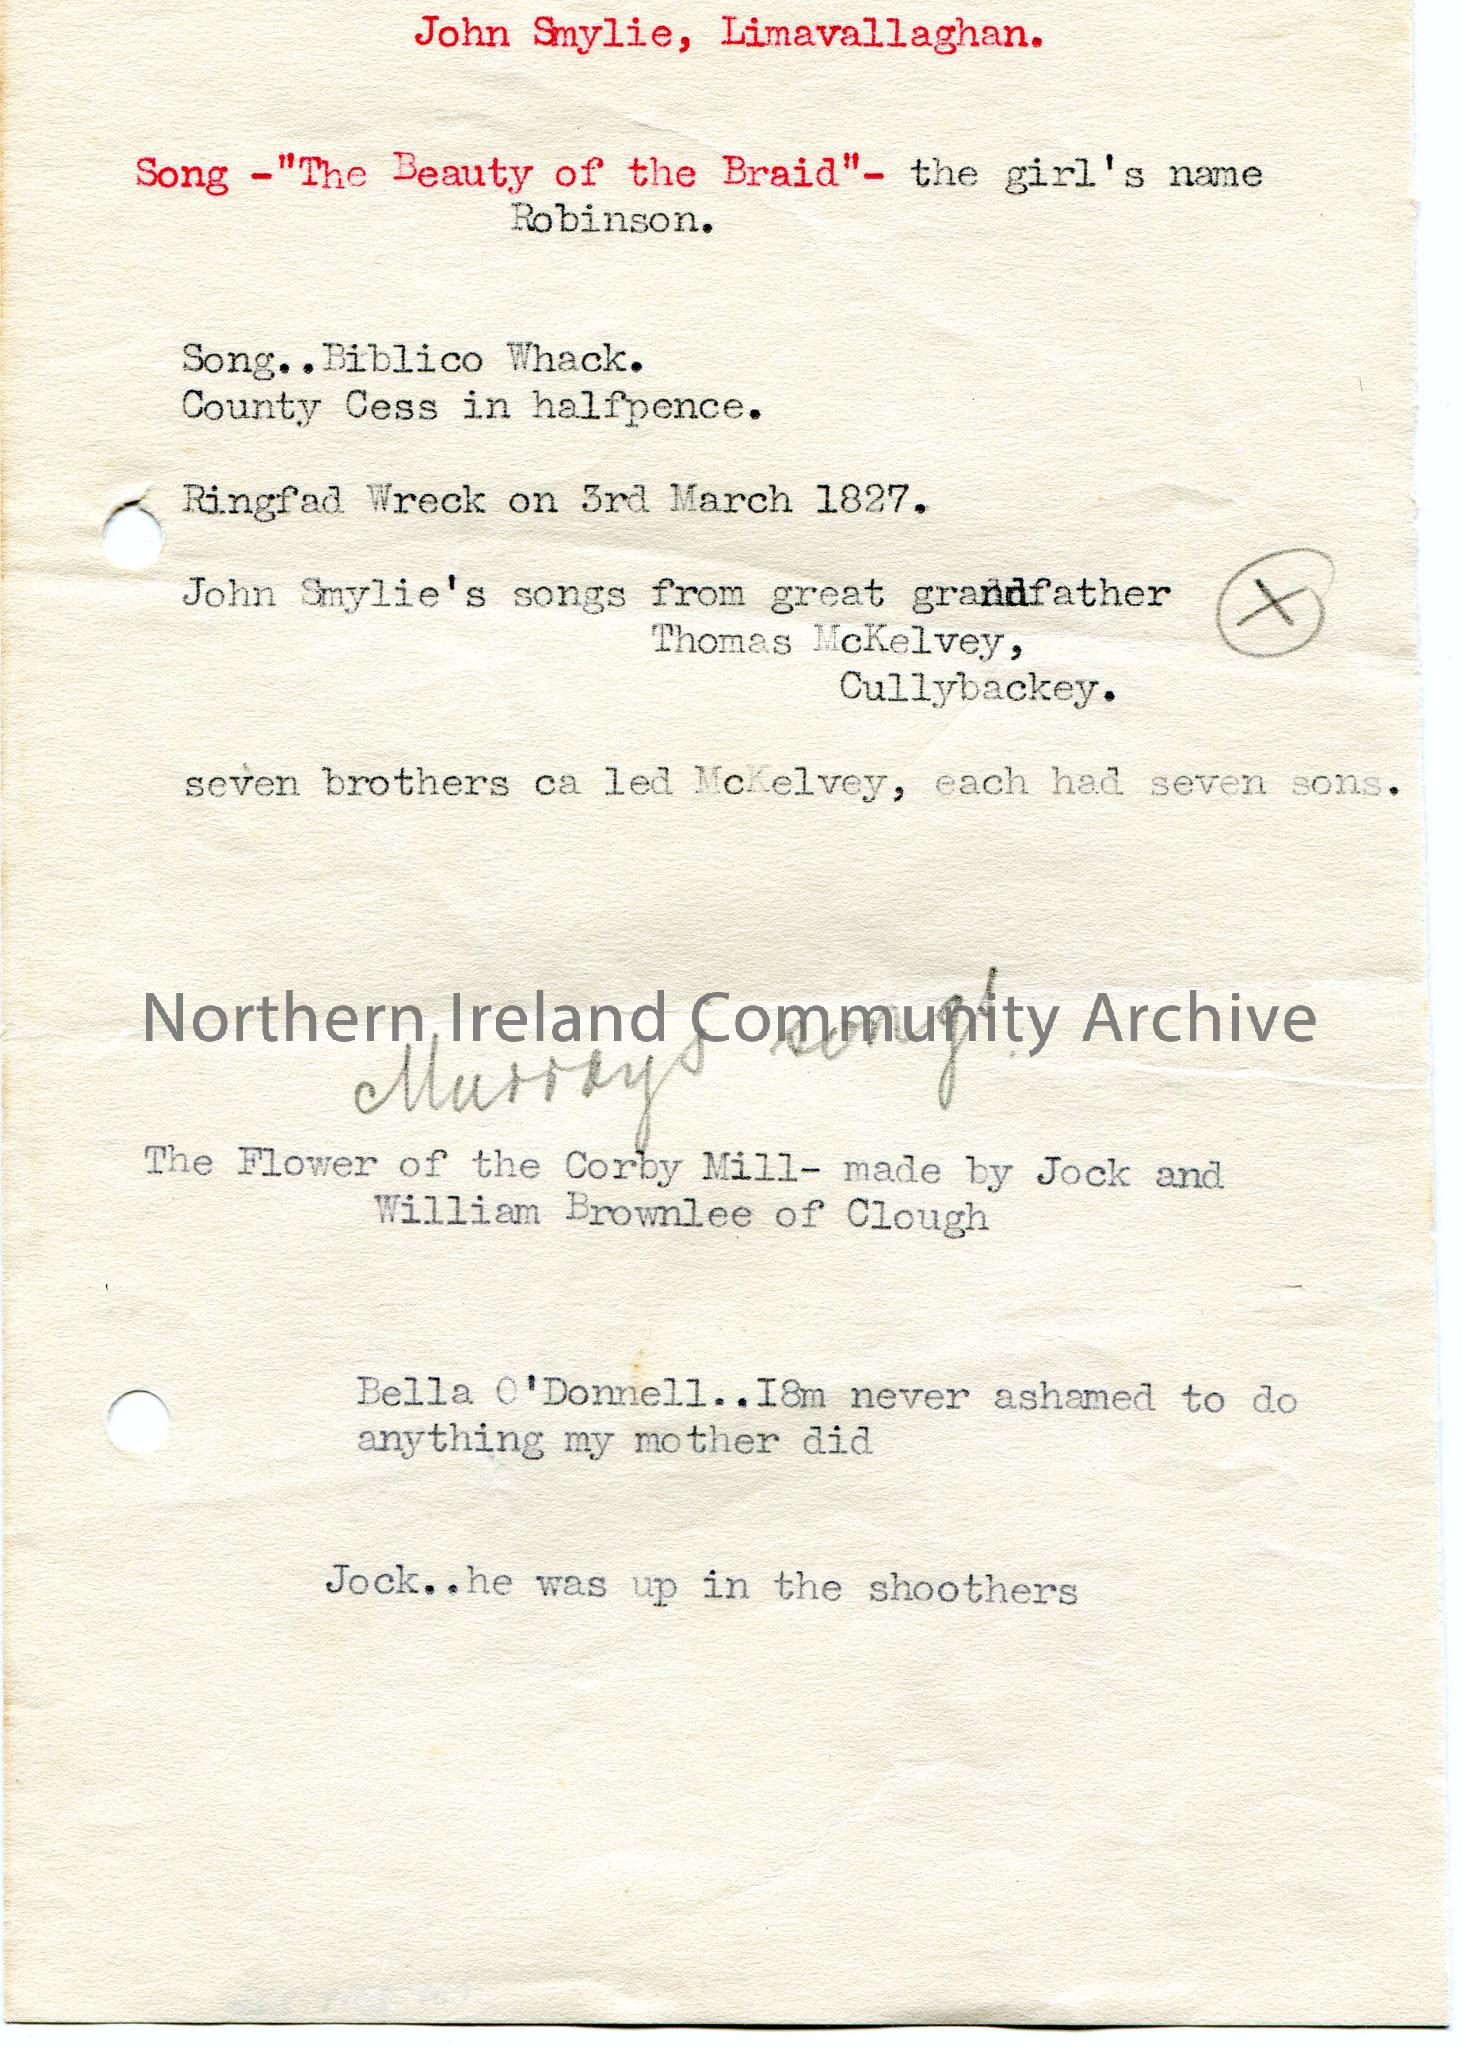 John Smylie, Limavallaghan.
Song -"The Beauty of the Braid"- the girl's name
Robinson.
Song..Biblico Whack.
County Cess in halfpence.
Ringfad Wreck on 3rd March 1827.
John Smylie's songs from great grandfather
Thomas McKelvey,
Cullybackey.
seven brothers ca led McKelvey, each had seven sons.
Northern Ireland Community Archive
Murrays songs
The Flower of the Corby Mill- made by Jock and
William Brownlee of Clough
Bella O'Donnell..I8m never ashamed to do
anything my mother did
Jock..he was up in the shoothers